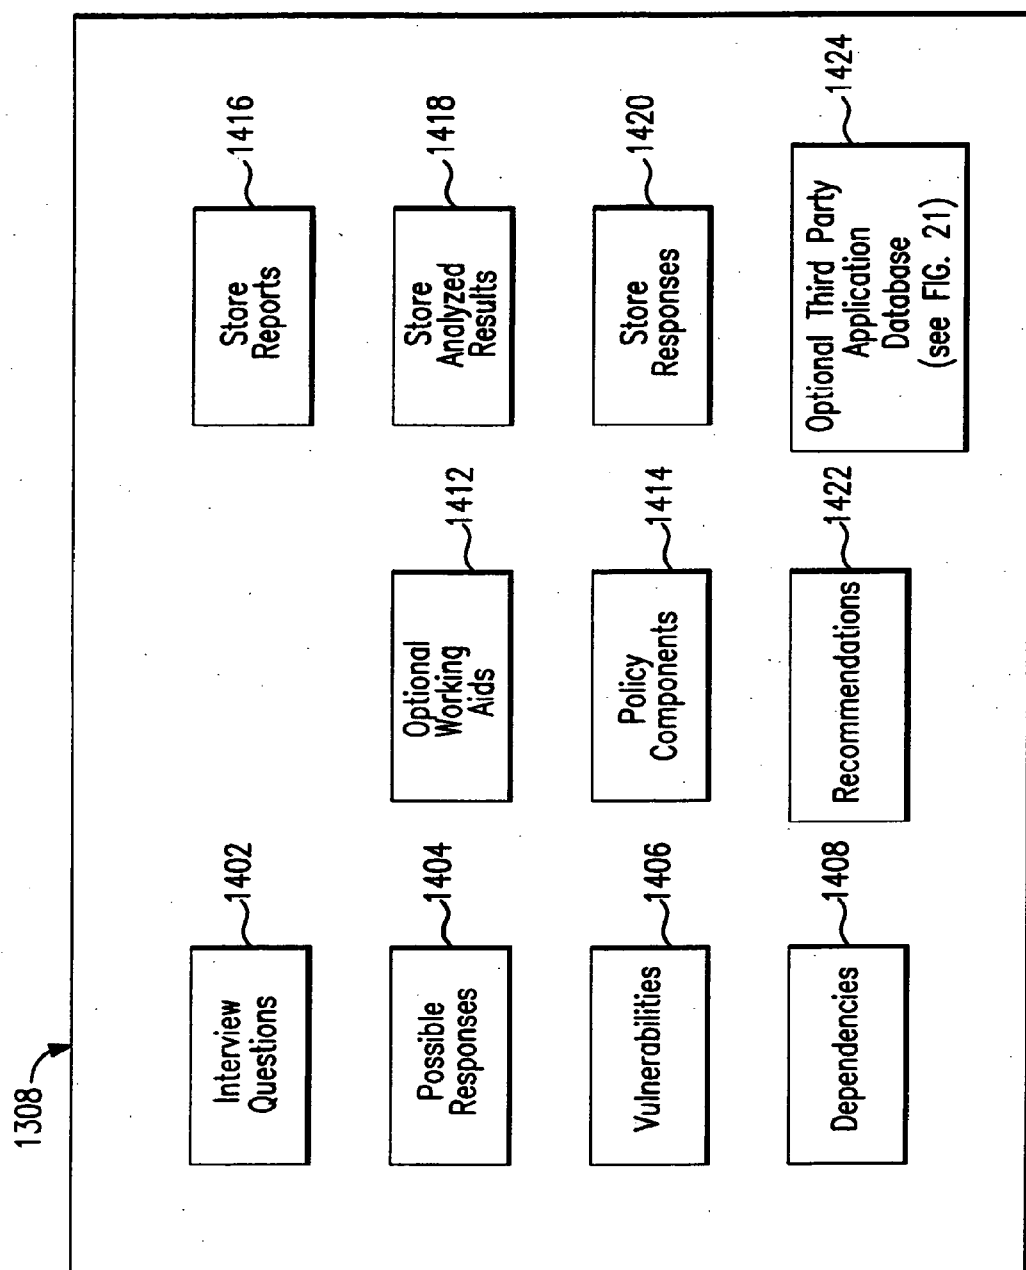 1308
Interview
Questions
1402
Possible
Responses
1404
Vulnerabilities
1406
Dependencies
1408
Optional
Working
Aids
1412
Policy
Components
1414
Recommendations
1422
Store
Reports
1416
Store
Analyzed
Results
1418
Store
Responses
1420
Optional Third Party
Application
Database
(see FIG. 21)
1424